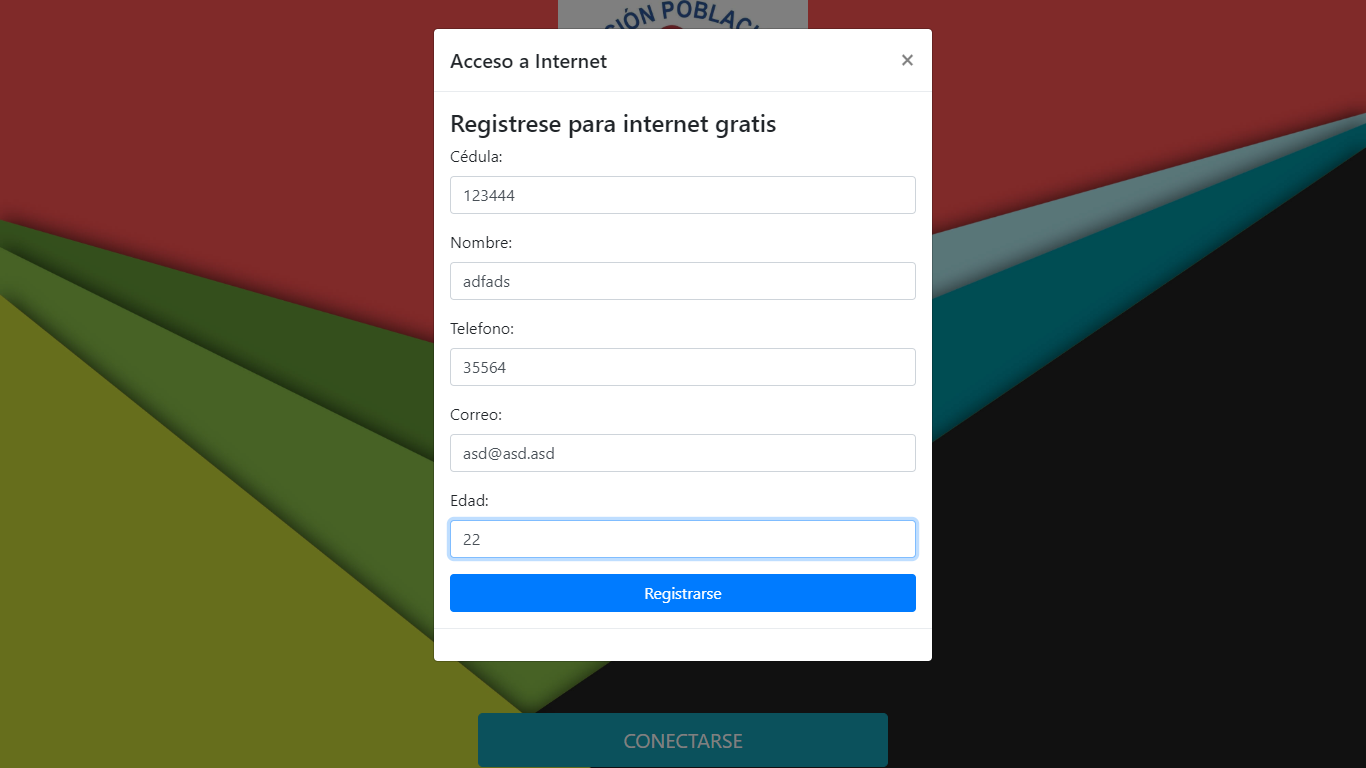 CIÓN POBLAC
Acceso a Internet
×
Registrese para internet gratis
Cédula:
123444
Nombre:
adfads
Telefono:
35564
Correo:
asd@asd.asd
Edad:
22
Registrarse
CONECTARSE